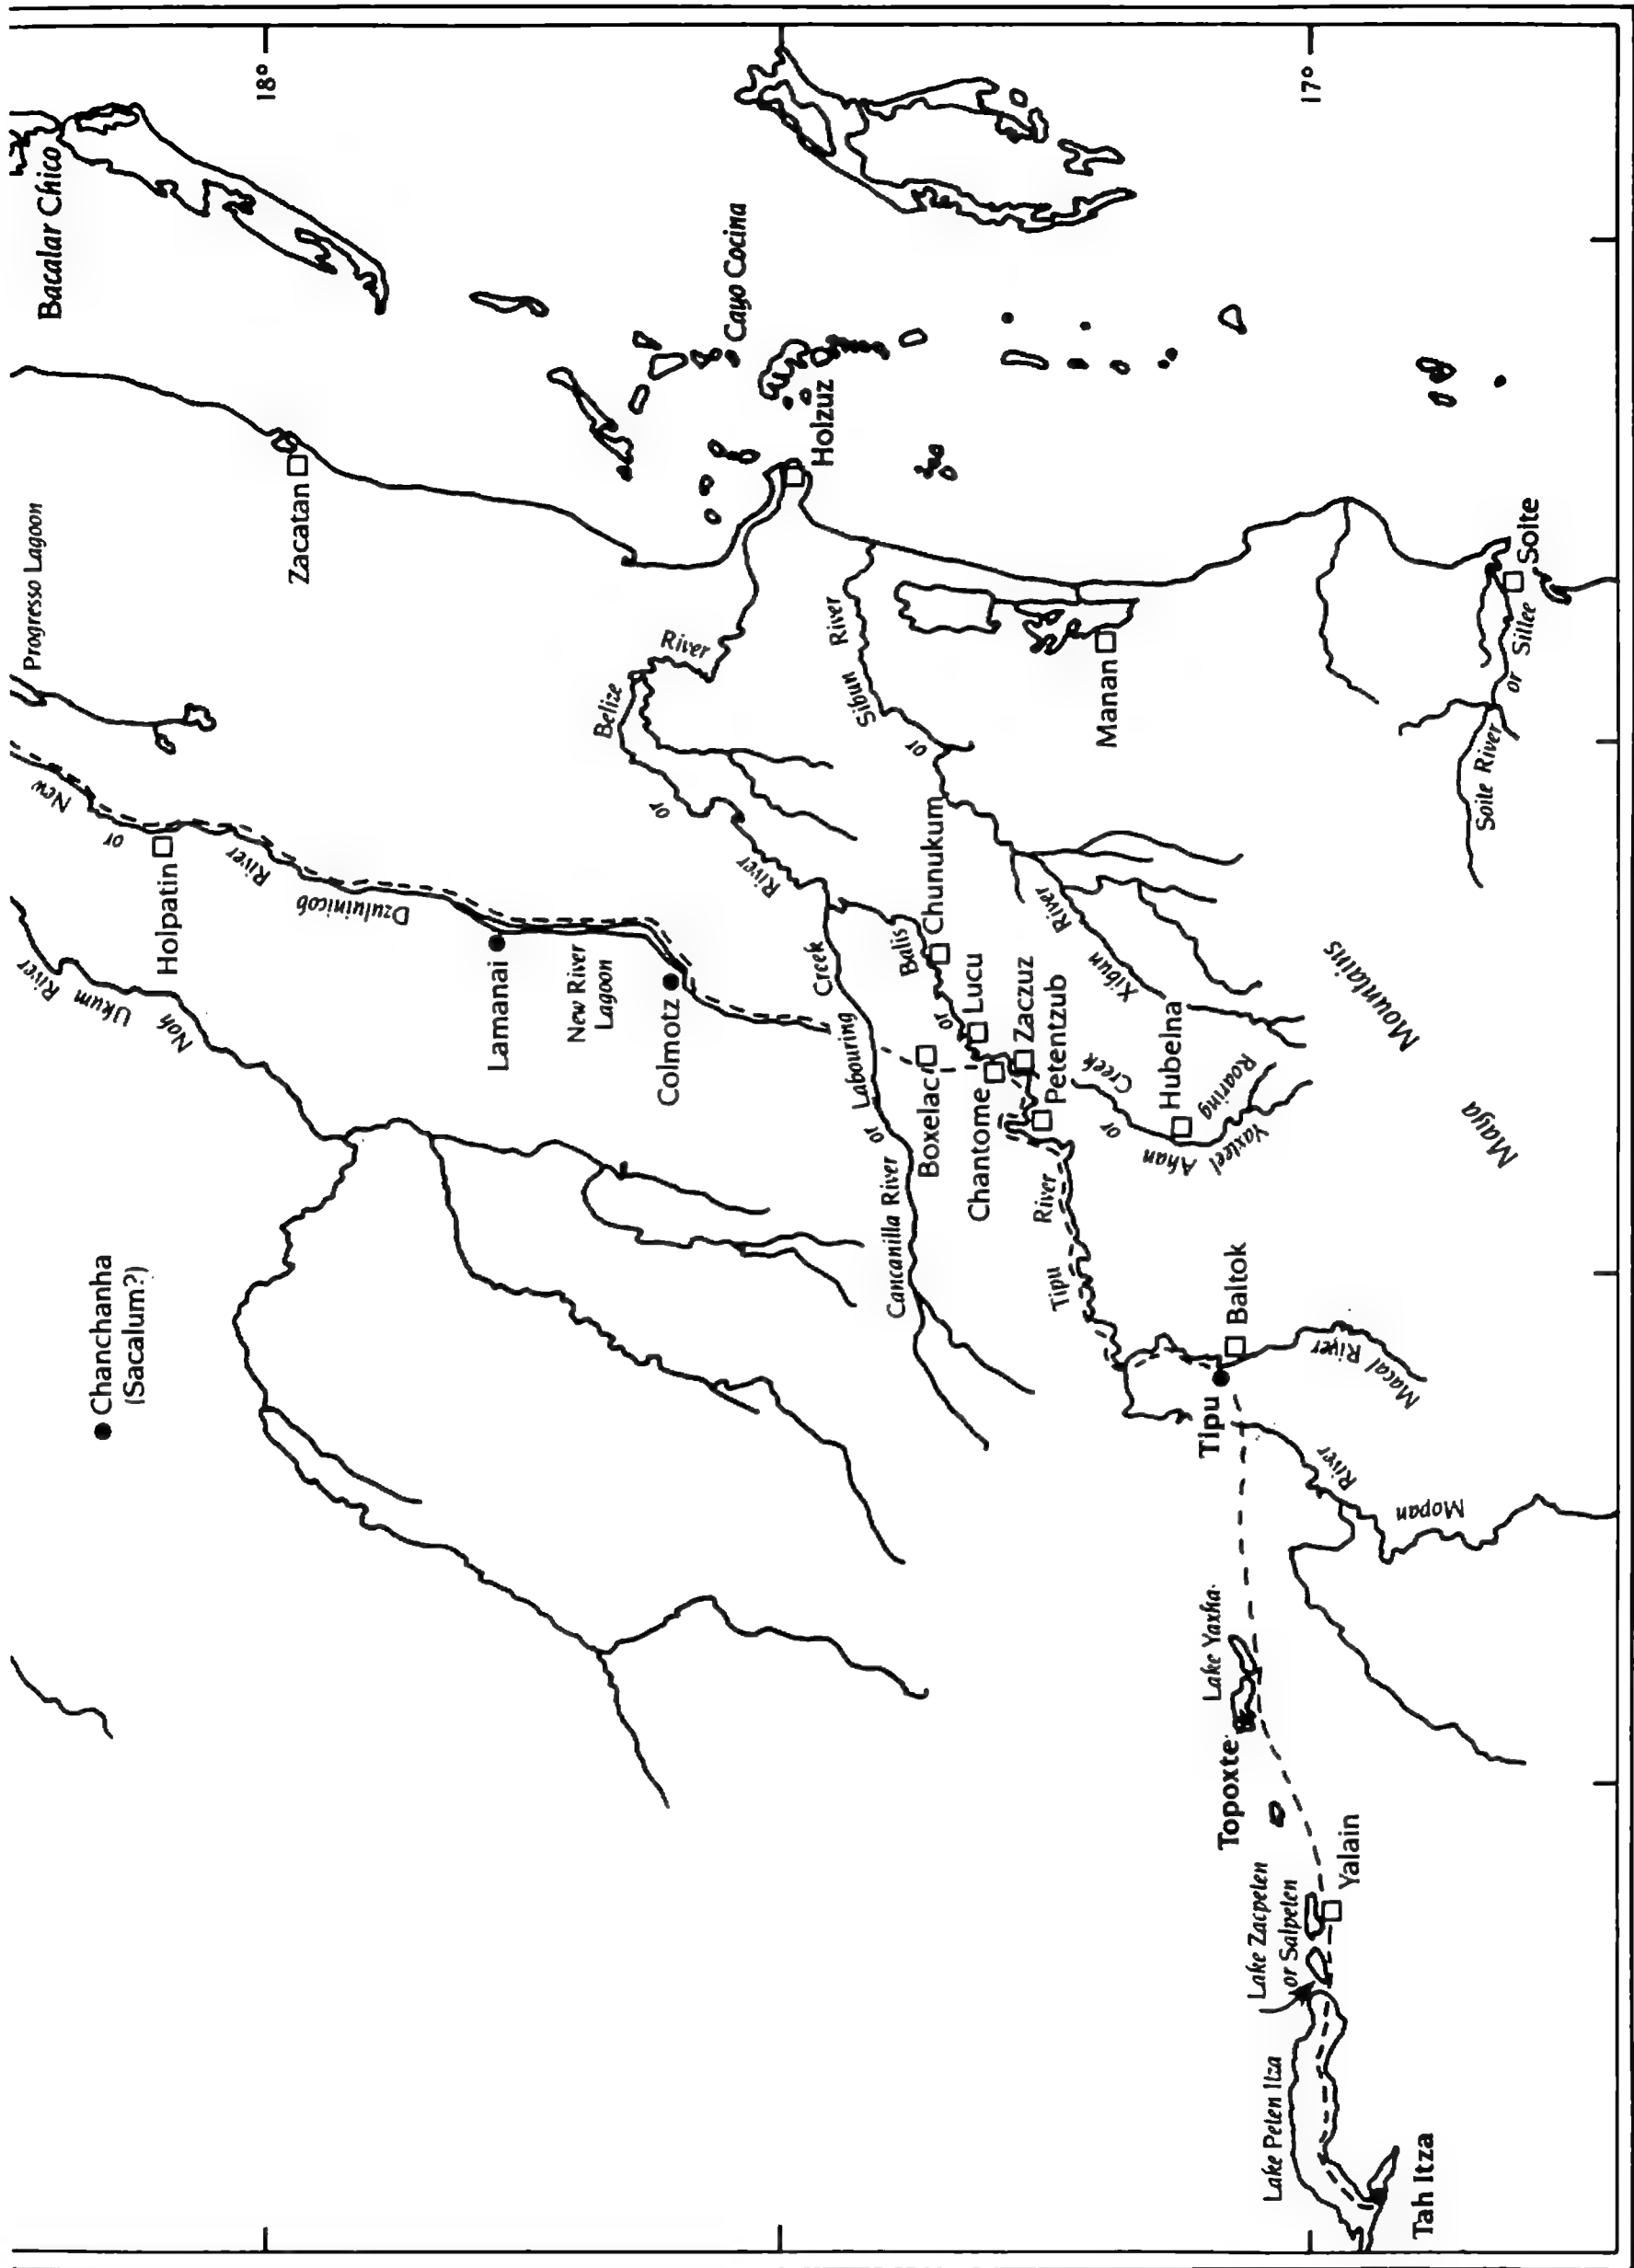 Bacalar Chico
18°
Progresso Lagoon
Zacatan
New
or
River
Dzuluinicob
Holpatin
River
Ukum
Noh
Chanchanha
(Sacalum?)
Lamanai
New River
Lagoon
Colmotz
Cayo Cocina
Holzuz
Belize
River
or
River
Balis
or
Tipu
River
Labouring
Creek
or
Cancanilla River
Sibun
River
or
Xibun
River
Chunukum
Lucu
Zaczuz
Petentzub
Boxelac
Chantome
Manan
Hubelna
Roaring
Creek
or
Yaxteel
Ahan
Maya
Mountains
17°
Soite River
or
Sillee
Soite
Baltok
Tipu
Macal River
Mopan
River
Lake Yaxha
Topoxte
Yalain
Lake Zacpeten
or Salpeten
Lake Peten Itza
Tah Itza